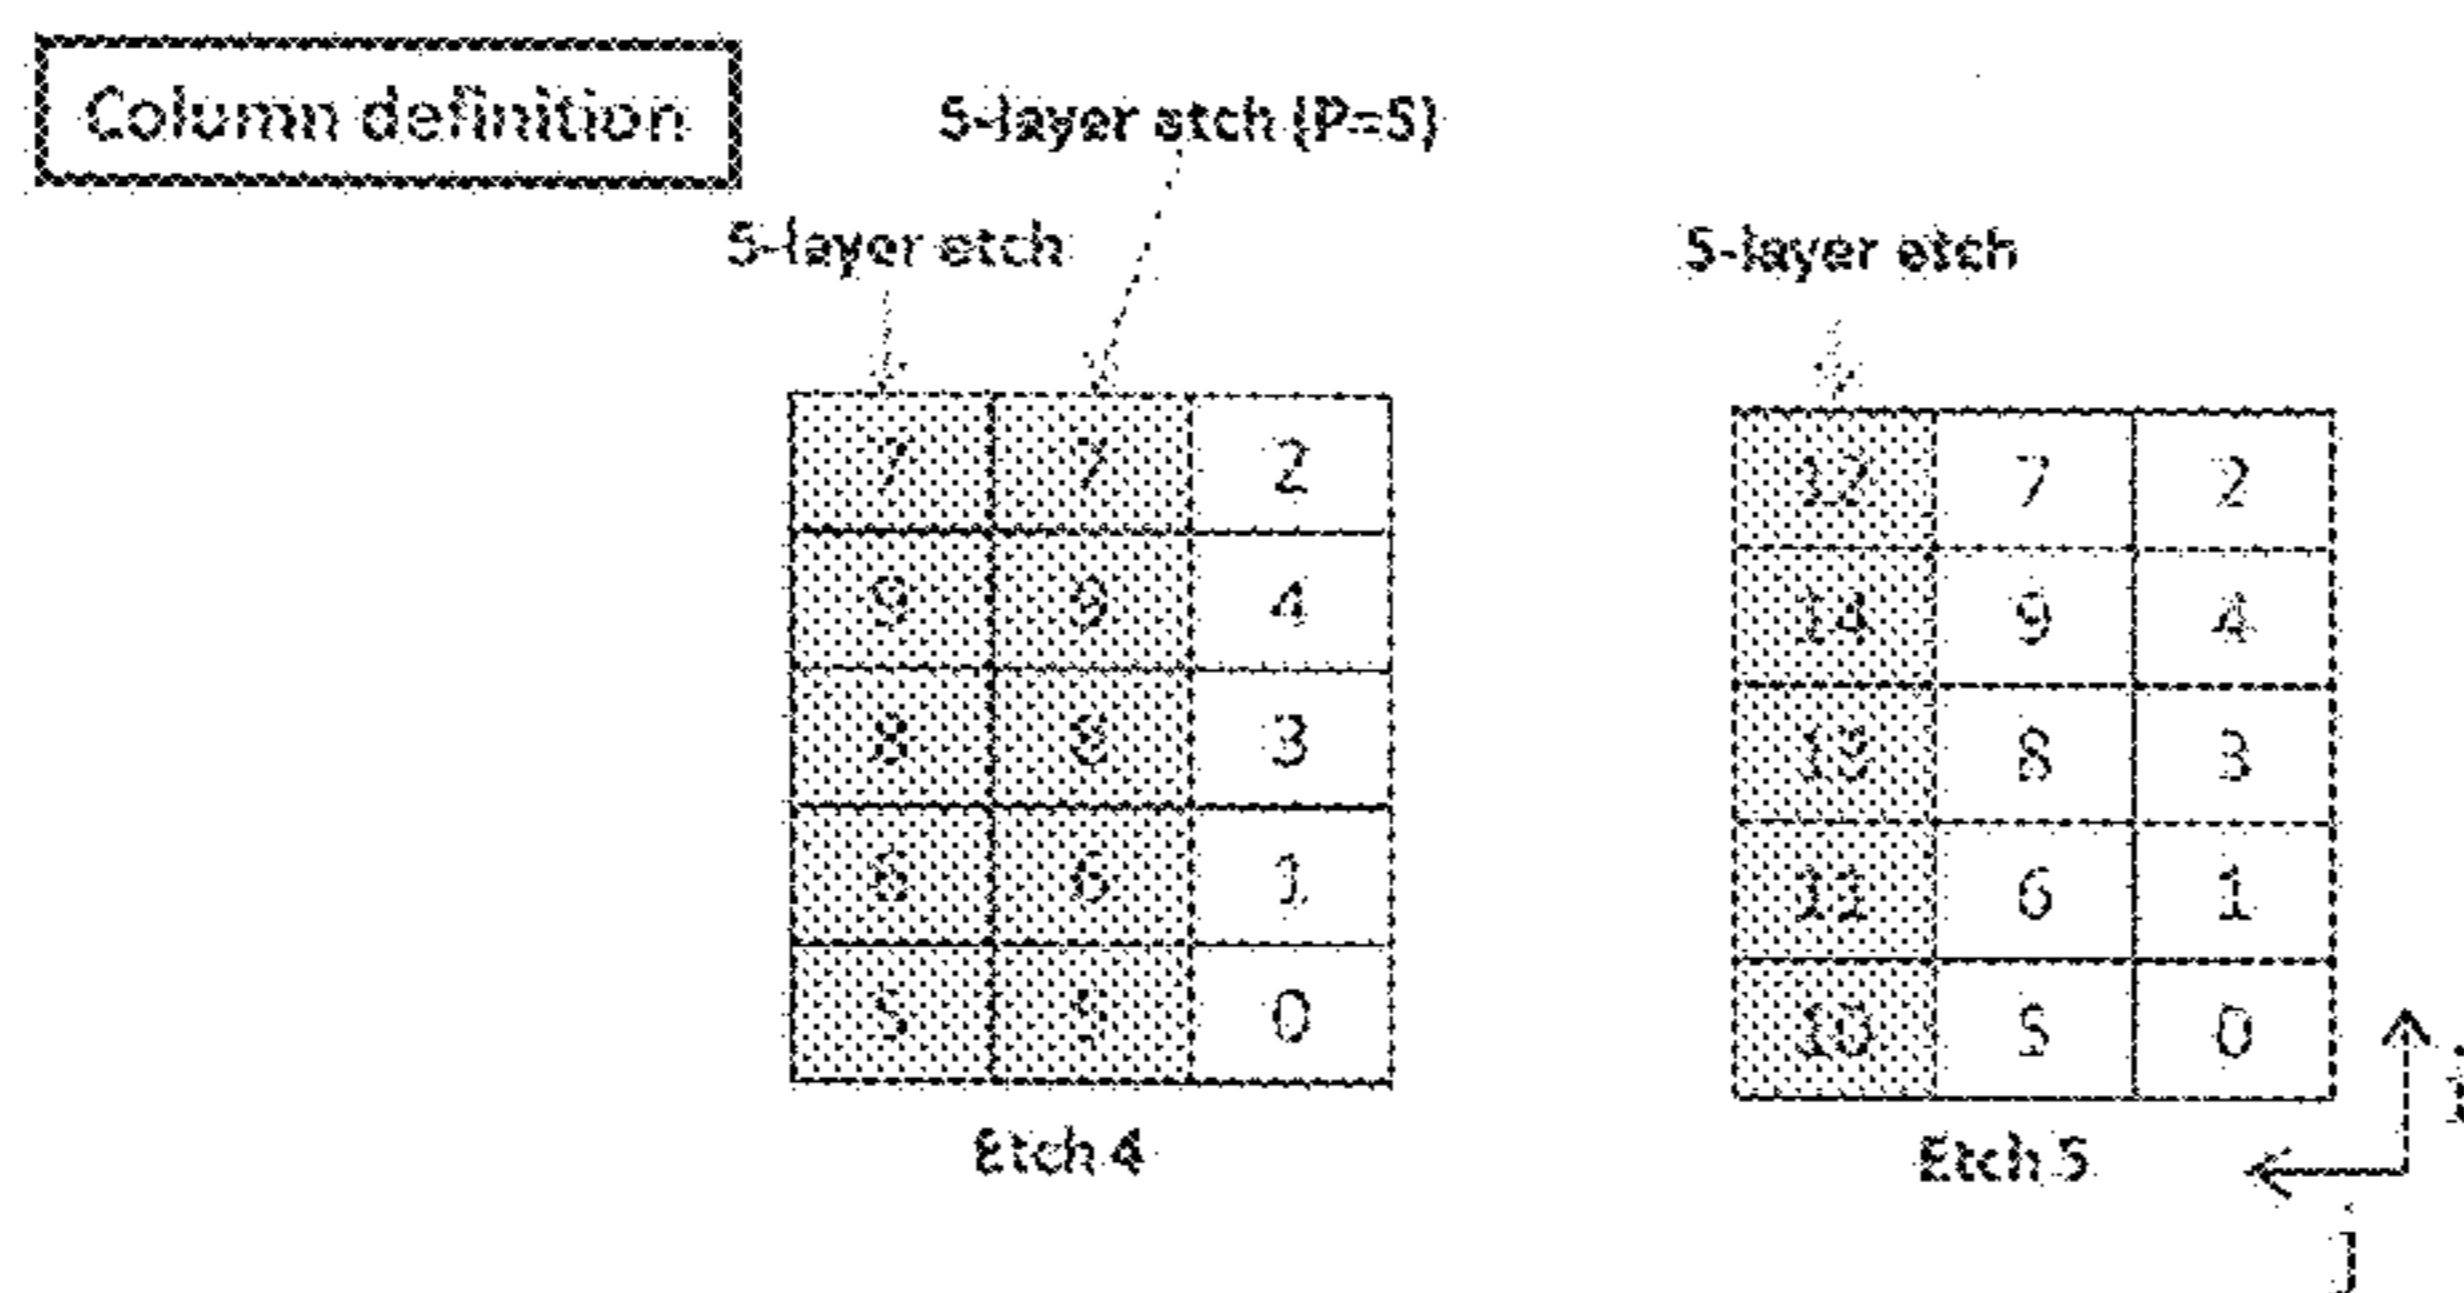 Column definition
5-layer etch (P=5)
5-layer etch
5-layer etch
7 7 2
9 9 4
8 8 3
6 6 1
5 5 0
Etch 4
12 7 2
14 9 4
13 8 3
11 6 1
10 5 0
Etch 5
i
j